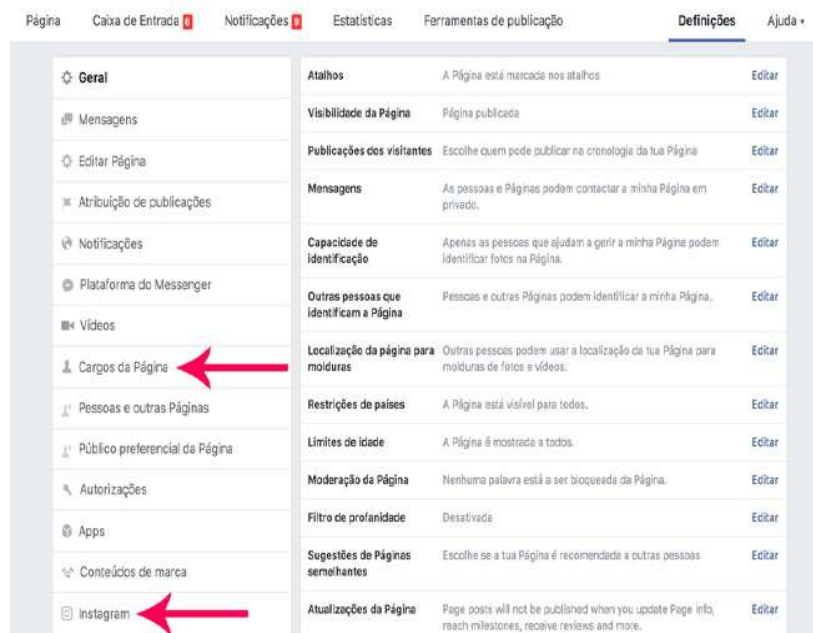 Página Caixa de Entrada 6 Notificações 9 Estatísticas Ferramentas de publicação Definições Ajuda
Geral
Mensagens
Editar Página
Atribuição de publicações
Notificações
Plataforma do Messenger
Vídeos
Cargos da Página
Pessoas e outras Páginas
Público preferencial da Página
Autorizações
Apps
Conteúdos de marca
Instagram
Atalhos A Página está marcada nos atalhos Editar
Visibilidade da Página Página publicada Editar
Publicações dos visitantes Escolhe quem pode publicar na cronologia da tua Página Editar
Mensagens As pessoas e Páginas podem contactar a minha Página em
privado.
Editar
Capacidade de
identificação
Apenas as pessoas que ajudam a gerir a minha Página podem
identificar fotos na Página.
Editar
Outras pessoas que
identificam a Página
Pessoas e outras Páginas podem identificar a minha Página.
Editar
Localização da página para
molduras
Outras pessoas podem usar a localização da tua Página para
molduras de fotos e vídeos.
Editar
Restrições de países A Página está visível para todos. Editar
Limites de idade A Página é mostrada a todos. Editar
Moderação da Página Nenhuma palavra está a ser bloqueada da Página. Editar
Filtro de profanidade Desativada Editar
Sugestões de Páginas
semelhantes
Escolhe se a tua Página é recomendada a outras pessoas
Editar
Atualizações da Página Page posts will not be published when you update Page info,
reach milestones, receive reviews and more.
Editar